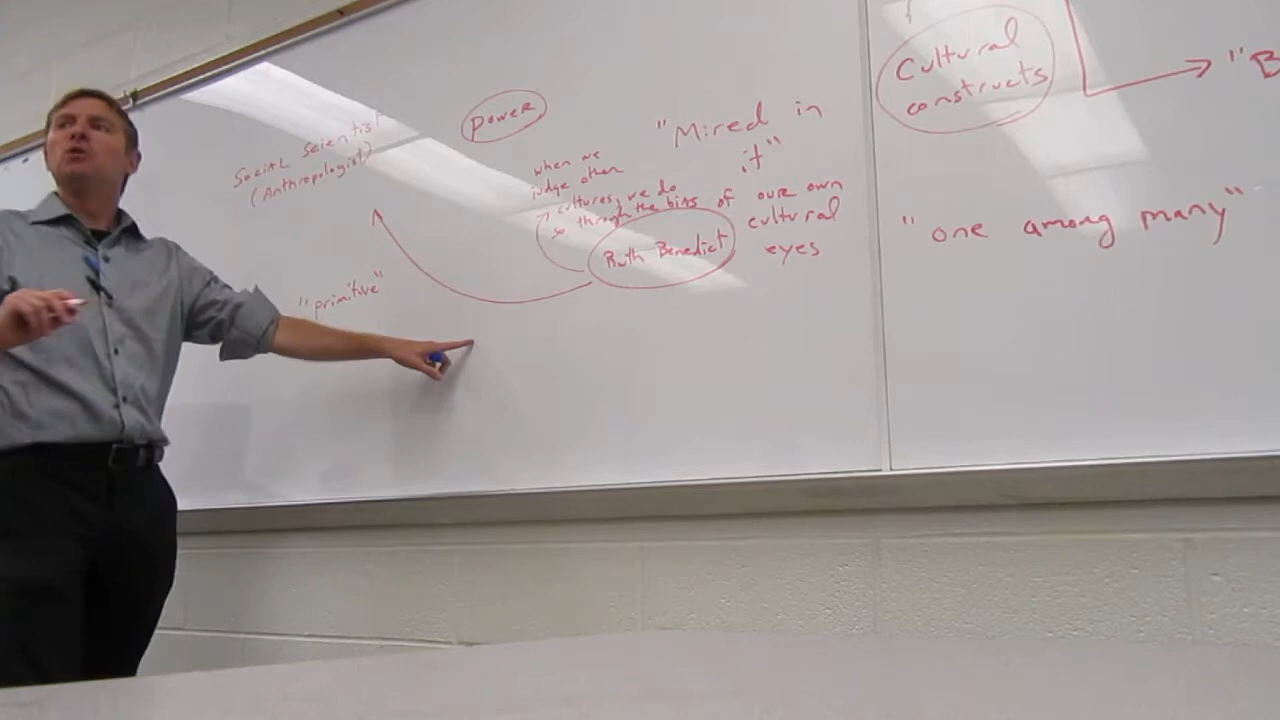 Social Scientist
(Anthropologist)
power
"primitive"
when we
judge other
cultures, we do
so through the bias of our own
cultural
eyes
Ruth Benedict
"Mired in
it"
Cultural
constructs
"B
"one among many"